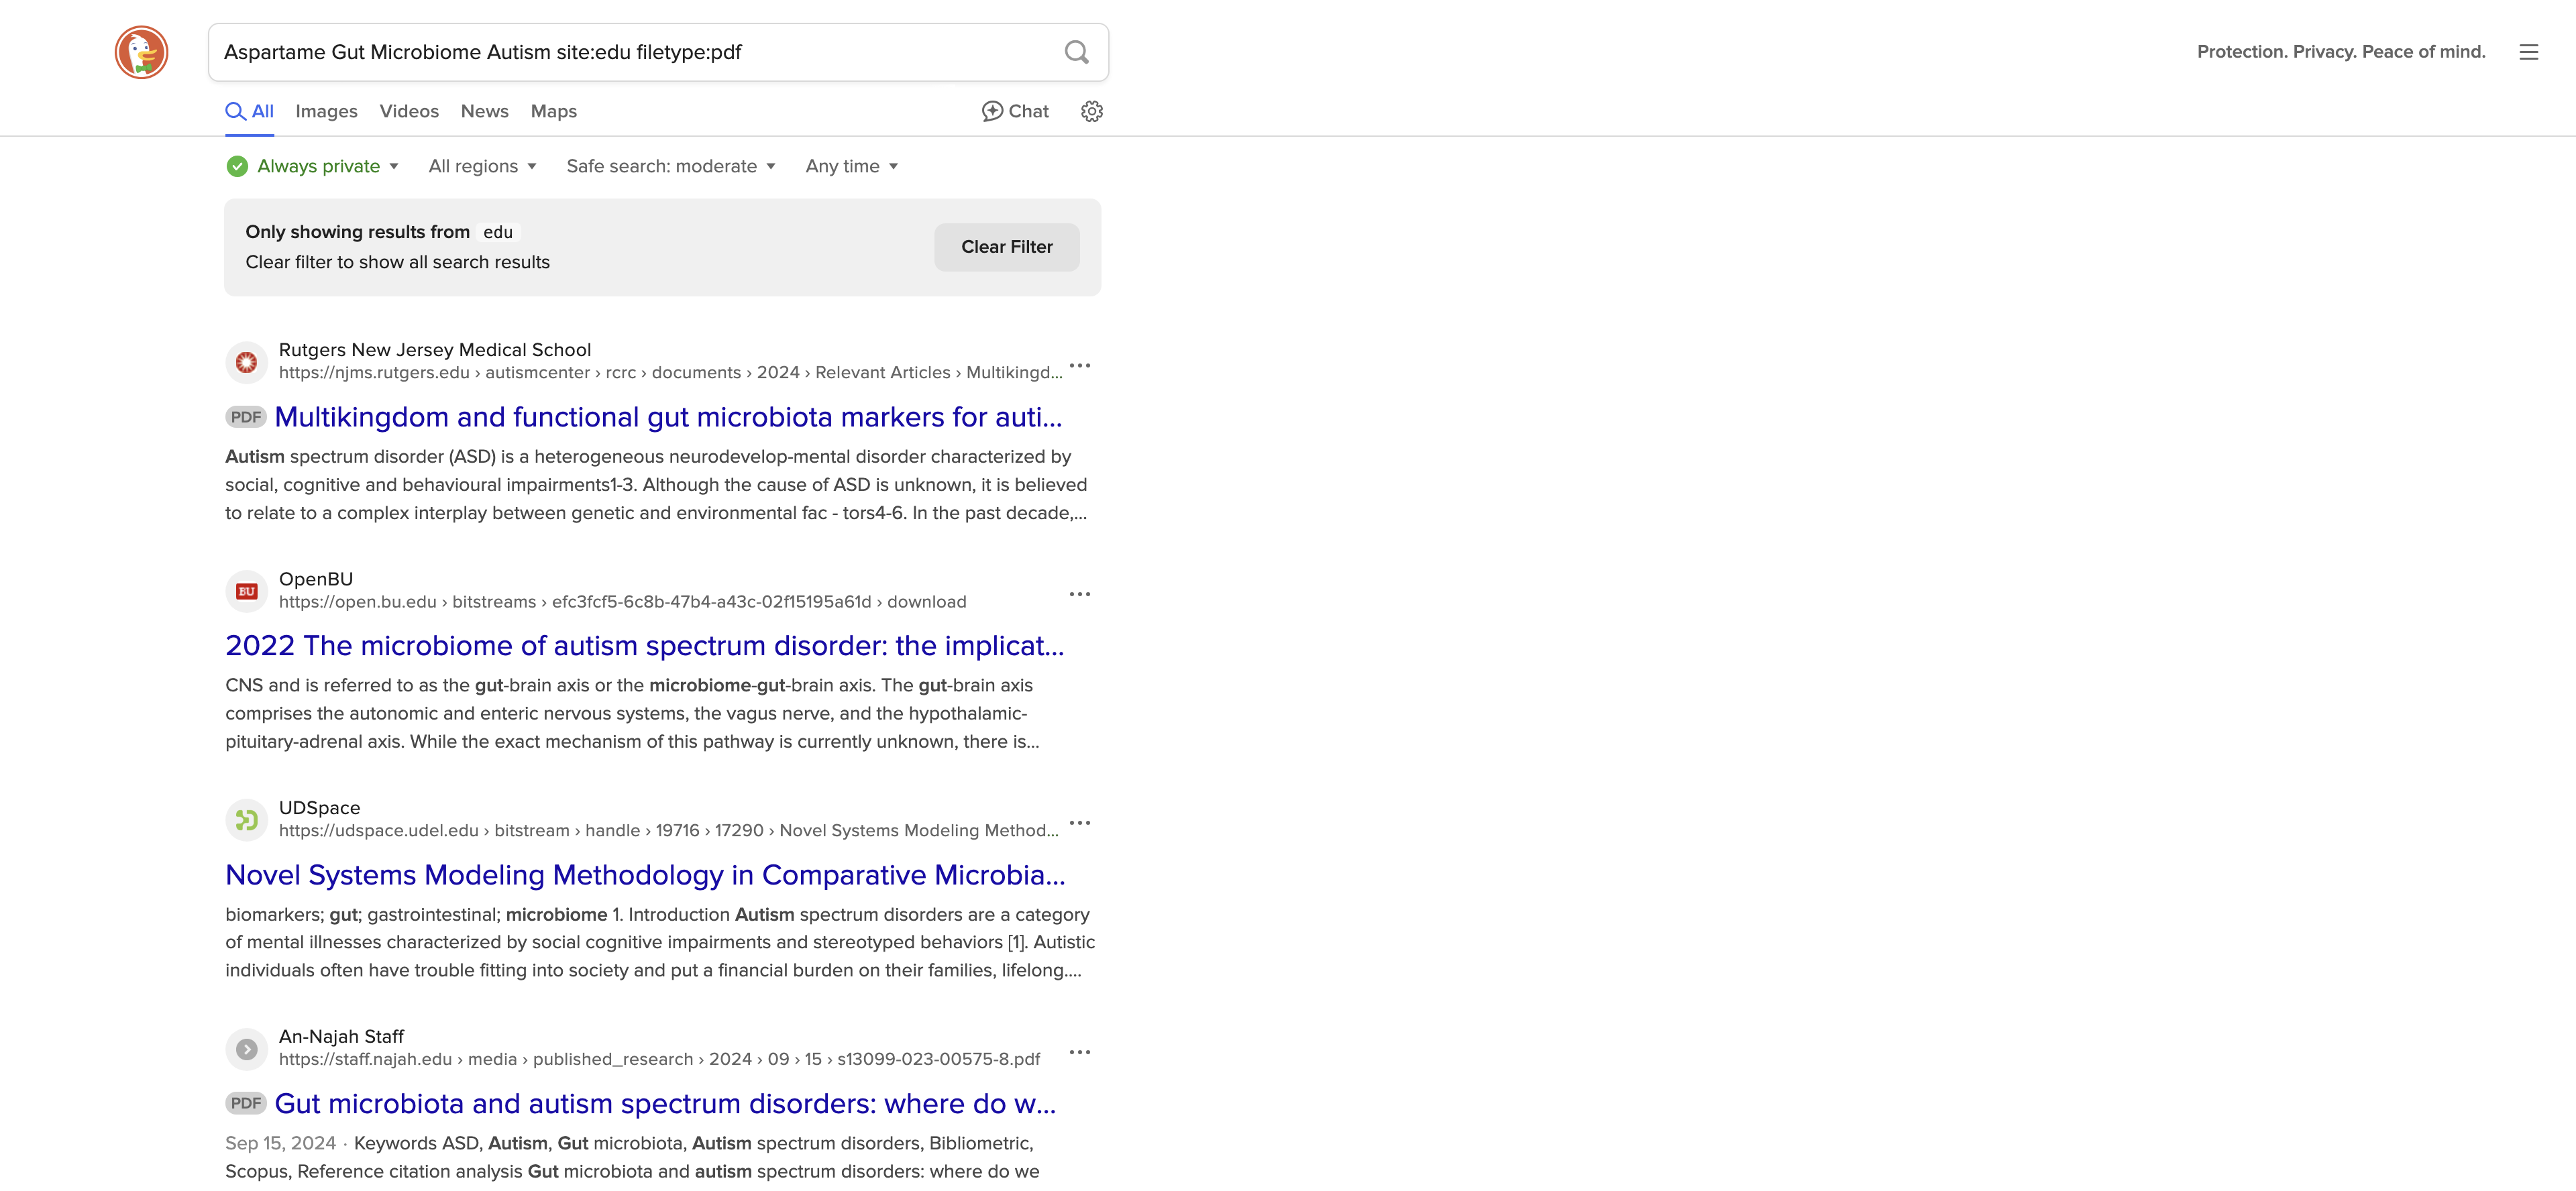 Aspartame Gut Microbiome Autism site:edu filetype:pdf
Protection. Privacy. Peace of mind.
All Images Videos News Maps Chat
Always private All regions Safe search: moderate Any time
Only showing results from edu
Clear filter to show all search results
Clear Filter
Rutgers New Jersey Medical School
https://njms.rutgers.edu › autismcenter › rcrc › documents › 2024 › Relevant Articles › Multikingd...
PDF Multikingdom and functional gut microbiota markers for auti...
Autism spectrum disorder (ASD) is a heterogeneous neurodevelop-mental disorder characterized by
social, cognitive and behavioural impairments1-3. Although the cause of ASD is unknown, it is believed
to relate to a complex interplay between genetic and environmental fac - tors4-6. In the past decade,...
BU
OpenBU
https://open.bu.edu › bitstreams › efc3fcf5-6c8b-47b4-a43c-02f15195a61d › download
2022 The microbiome of autism spectrum disorder: the implicat...
CNS and is referred to as the gut-brain axis or the microbiome-gut-brain axis. The gut-brain axis
comprises the autonomic and enteric nervous systems, the vagus nerve, and the hypothalamic-
pituitary-adrenal axis. While the exact mechanism of this pathway is currently unknown, there is...
UDSpace
https://udspace.udel.edu › bitstream › handle › 19716 › 17290 › Novel Systems Modeling Method...
Novel Systems Modeling Methodology in Comparative Microbia...
biomarkers; gut; gastrointestinal; microbiome 1. Introduction Autism spectrum disorders are a category
of mental illnesses characterized by social cognitive impairments and stereotyped behaviors [1]. Autistic
individuals often have trouble fitting into society and put a financial burden on their families, lifelong....
An-Najah Staff
https://staff.najah.edu › media › published_research › 2024 › 09 › 15 › s13099-023-00575-8.pdf
PDF Gut microbiota and autism spectrum disorders: where do w...
Sep 15, 2024 · Keywords ASD, Autism, Gut microbiota, Autism spectrum disorders, Bibliometric,
Scopus, Reference citation analysis Gut microbiota and autism spectrum disorders: where do we